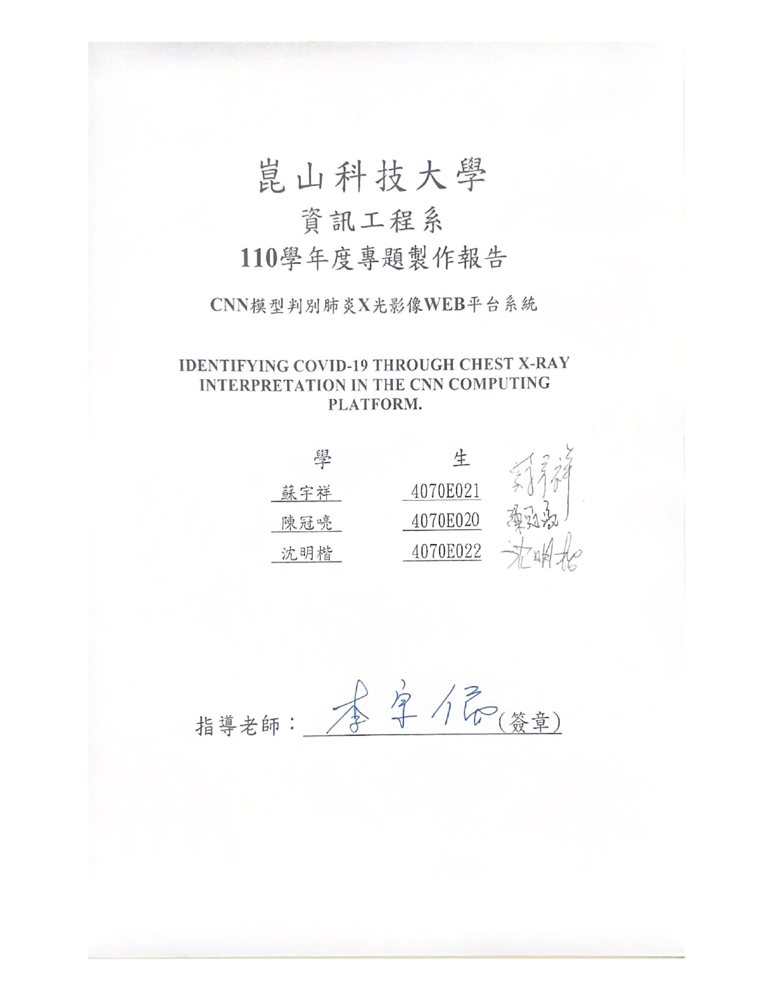 崑山科技大學
資訊工程系
110學年度專題製作報告
CNN模型判別肺炎X光影像WEB平台系統
IDENTIFYING COVID-19 THROUGH CHEST X-RAY
INTERPRETATION IN THE CNN COMPUTING
PLATFORM.
學 生
蘇宇祥 4070E021 蘇宇祥
陳冠喨 4070E020 陳冠喨
沈明楷 4070E022 沈明楷
指導老師：李 (簽章)